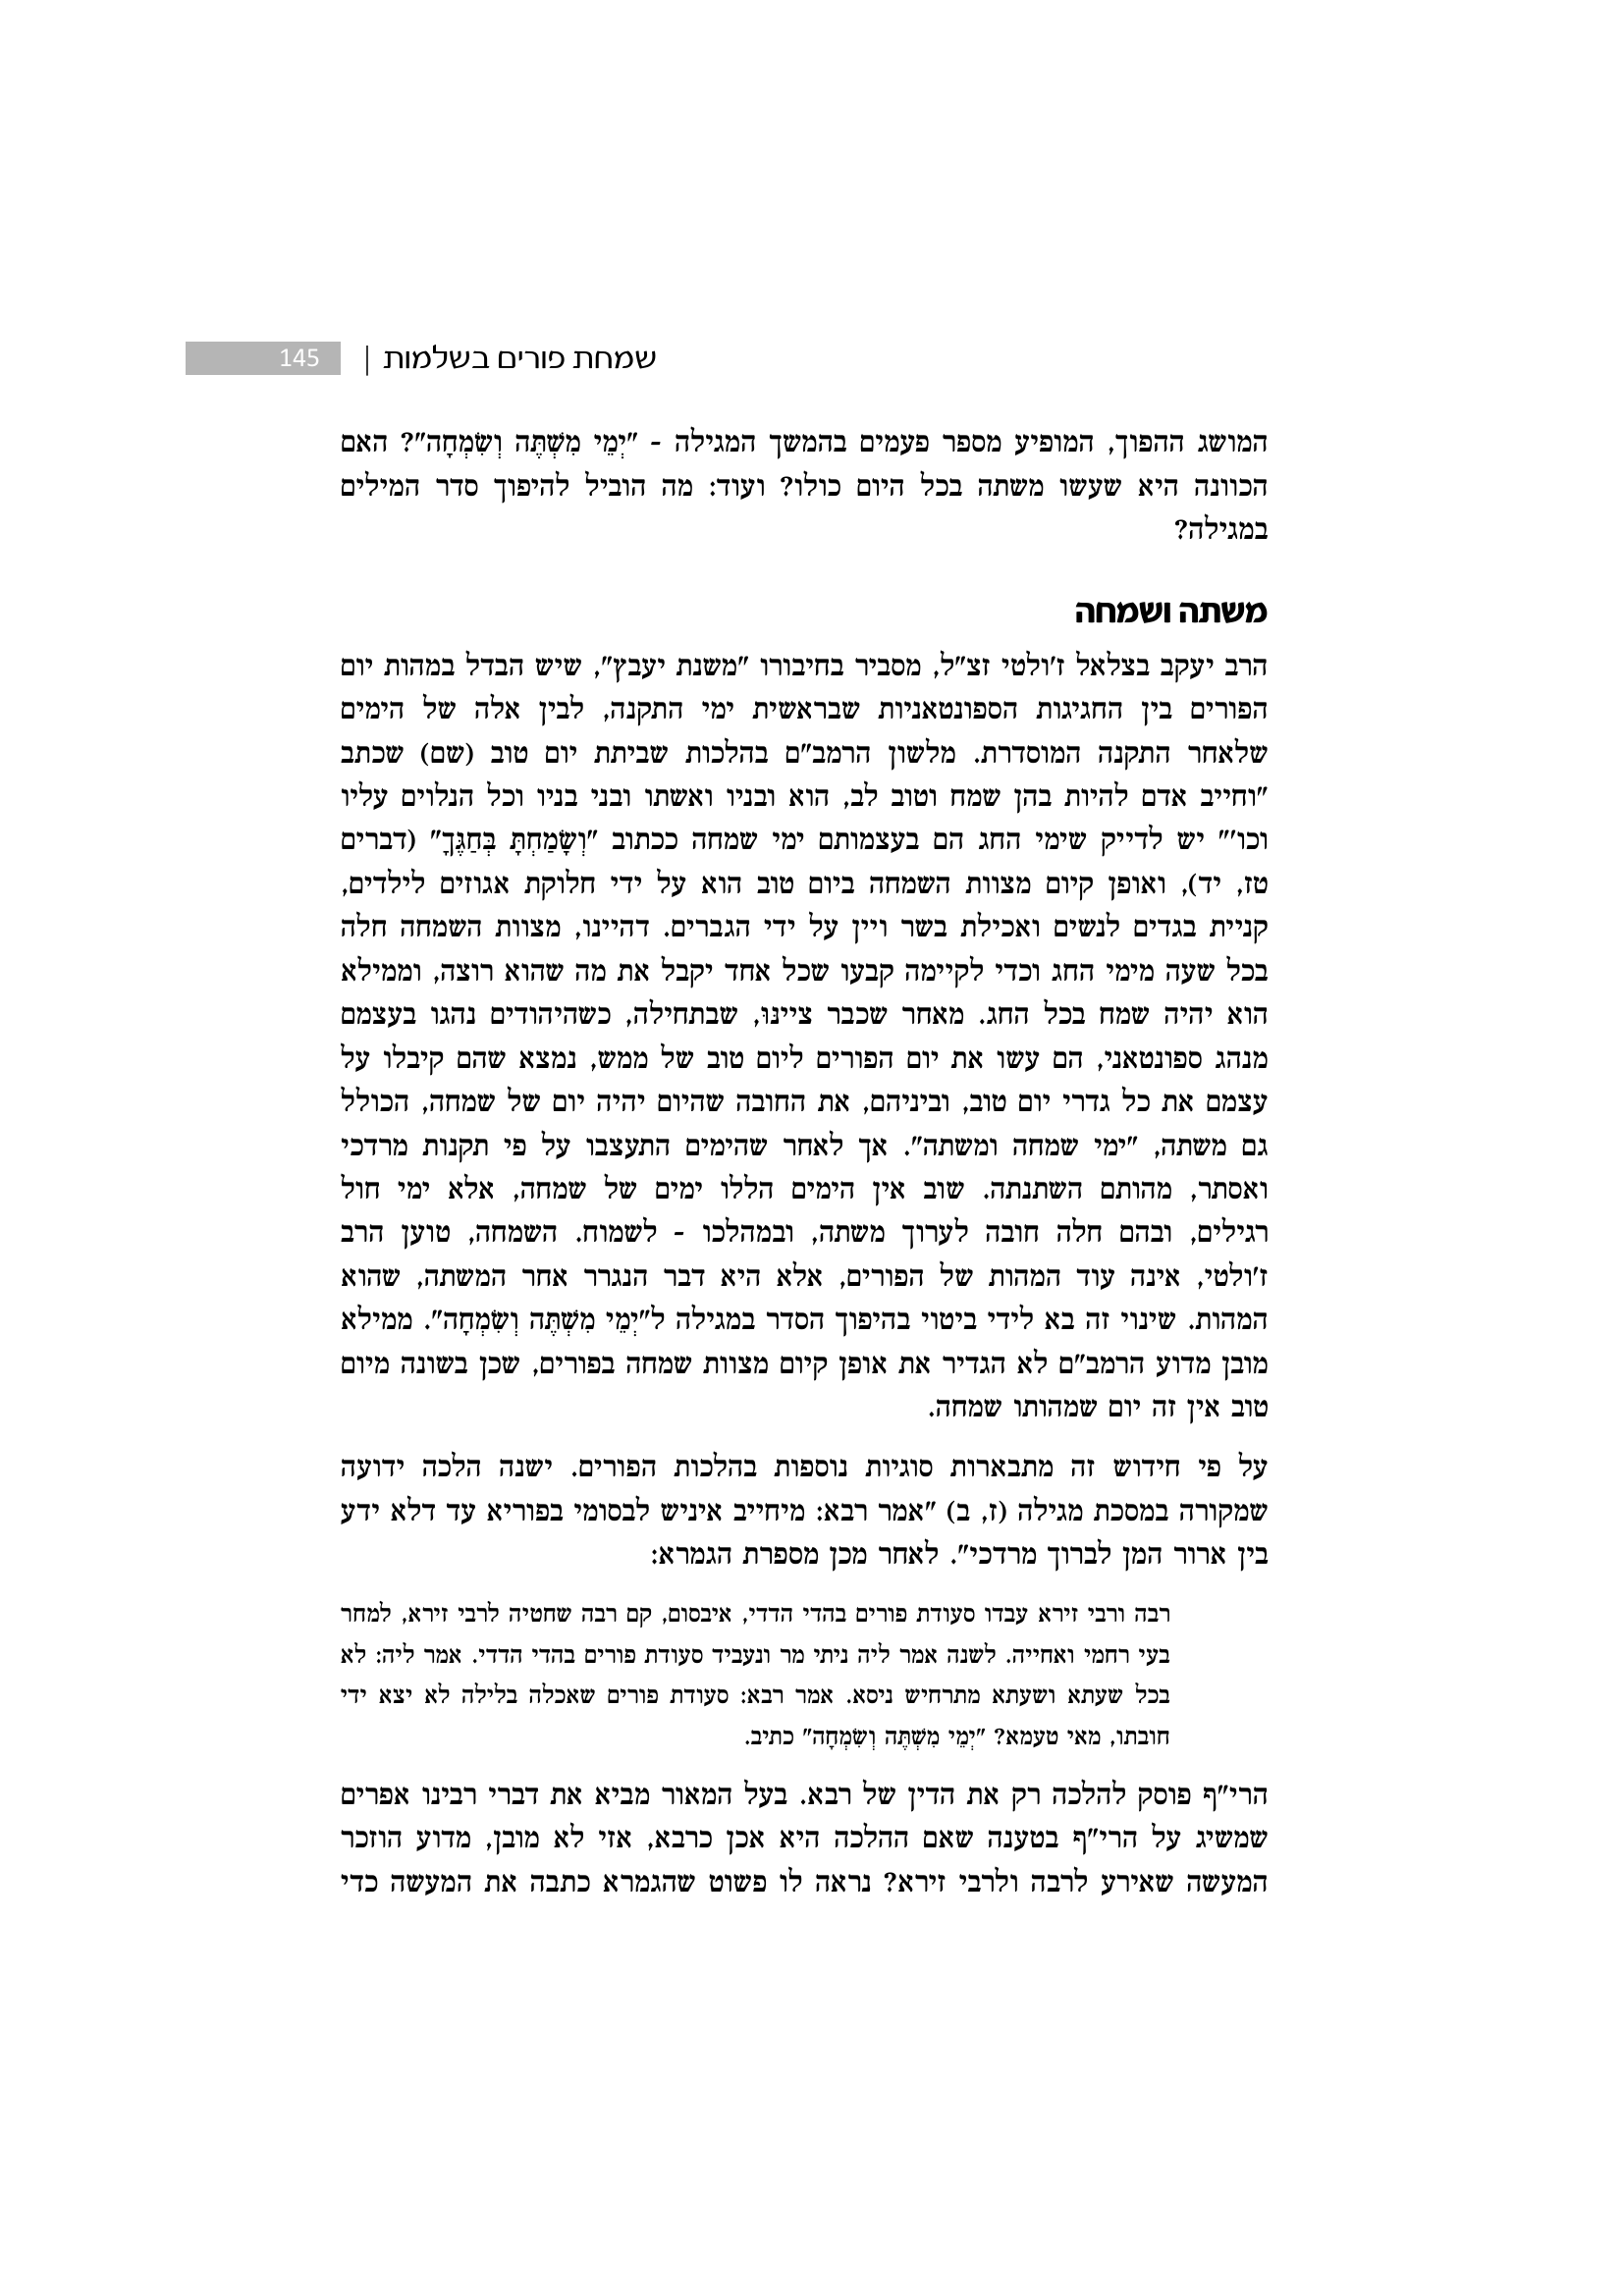 שמחת פורים בשלמות | 145
המושג ההפוך, המופיע מספר פעמים בהמשך המגילה - "יְמֵי מִשְׁתֶּה וְשִׂמְחָה"? האם
הכוונה היא שעשו משתה בכל היום כולו? ועוד: מה הוביל להיפוך סדר המילים
במגילה?
משתה ושמחה
הרב יעקב בצלאל ז'ולטי זצ"ל, מסביר בחיבורו "משנת יעבץ", שיש הבדל במהות יום
הפורים בין החגיגות הספונטאניות שבראשית ימי התקנה, לבין אלה של הימים
שלאחר התקנה המוסדרת. מלשון הרמב"ם בהלכות שביתת יום טוב (שם) שכתב
"וחייב אדם להיות בהן שמח וטוב לב, הוא ובניו ואשתו ובני בניו וכל הנלוים עליו
וכו'" יש לדייק שימי החג הם בעצמותם ימי שמחה ככתוב "וְשָׂמַחְתָּ בְּחַגֶּךָ" (דברים
טז, יד), ואופן קיום מצוות השמחה ביום טוב הוא על ידי חלוקת אגוזים לילדים,
קניית בגדים לנשים ואכילת בשר ויין על ידי הגברים. דהיינו, מצוות השמחה חלה
בכל שעה מימי החג וכדי לקיימה קבעו שכל אחד יקבל את מה שהוא רוצה, וממילא
הוא יהיה שמח בכל החג. מאחר שכבר ציינּוּ, שבתחילה, כשהיהודים נהגו בעצמם
מנהג ספונטאני, הם עשו את יום הפורים ליום טוב של ממש, נמצא שהם קיבלו על
עצמם את כל גדרי יום טוב, וביניהם, את החובה שהיום יהיה יום של שמחה, הכולל
גם משתה, "ימי שמחה ומשתה". אך לאחר שהימים התעצבו על פי תקנות מרדכי
ואסתר, מהותם השתנתה. שוב אין הימים הללו ימים של שמחה, אלא ימי חול
רגילים, ובהם חלה חובה לערוך משתה, ובמהלכו - לשמוח. השמחה, טוען הרב
ז'ולטי, אינה עוד המהות של הפורים, אלא היא דבר הנגרר אחר המשתה, שהוא
המהות. שינוי זה בא לידי ביטוי בהיפוך הסדר במגילה ל"יְמֵי מִשְׁתֶּה וְשִׂמְחָה". ממילא
מובן מדוע הרמב"ם לא הגדיר את אופן קיום מצוות שמחה בפורים, שכן בשונה מיום
טוב אין זה יום שמהותו שמחה.
על פי חידוש זה מתבארות סוגיות נוספות בהלכות הפורים. ישנה הלכה ידועה
שמקורה במסכת מגילה (ז, ב) "אמר רבא: מיחייב איניש לבסומי בפוריא עד דלא ידע
בין ארור המן לברוך מרדכי". לאחר מכן מספרת הגמרא:
רבה ורבי זירא עבדו סעודת פורים בהדי הדדי, איבסום, קם רבה שחטיה לרבי זירא, למחר
בעי רחמי ואחייה. לשנה אמר ליה ניתי מר ונעביד סעודת פורים בהדי הדדי. אמר ליה: לא
בכל שעתא ושעתא מתרחיש ניסא. אמר רבא: סעודת פורים שאכלה בלילה לא יצא ידי
חובתו, מאי טעמא? "יְמֵי מִשְׁתֶּה וְשִׂמְחָה" כתיב.
הרי"ף פוסק להלכה רק את הדין של רבא. בעל המאור מביא את דברי רבינו אפרים
שמשיג על הרי"ף בטענה שאם ההלכה היא אכן כרבא, אזי לא מובן, מדוע הוזכר
המעשה שאירע לרבה ולרבי זירא? נראה לו פשוט שהגמרא כתבה את המעשה כדי